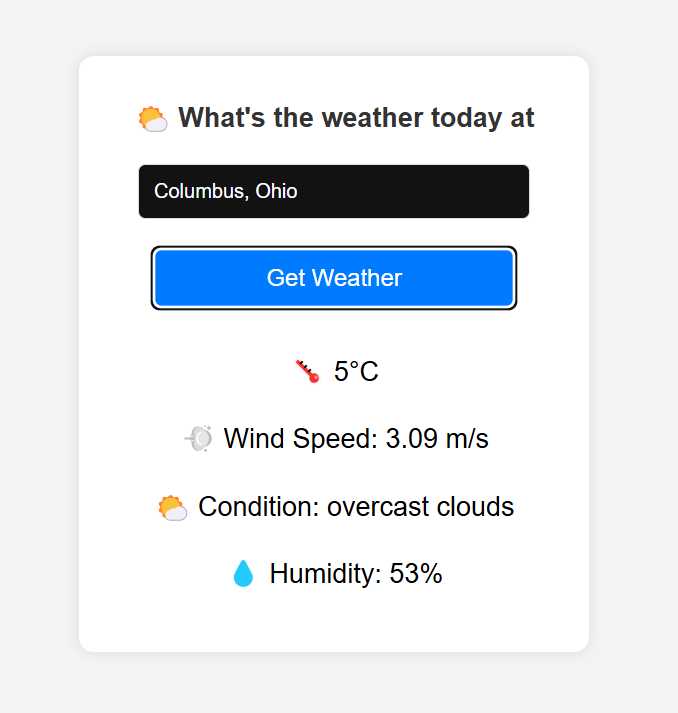 What's the weather today at
Columbus, Ohio
Get Weather
5°C
Wind Speed: 3.09 m/s
Condition: overcast clouds
Humidity: 53%